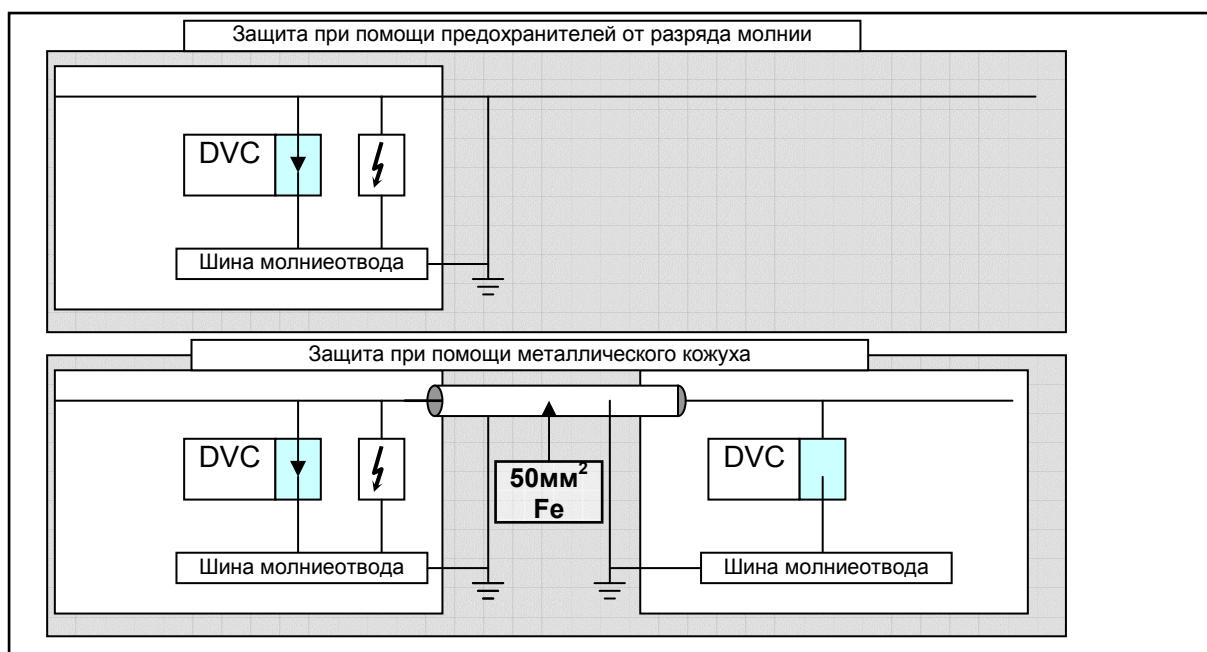 Защита при помощи предохранителей от разряда молнии
DVC
Шина молниеотвода
Защита при помощи металлического кожуха
DVC
DVC
50мм²
Fe
Шина молниеотвода
Шина молниеотвода